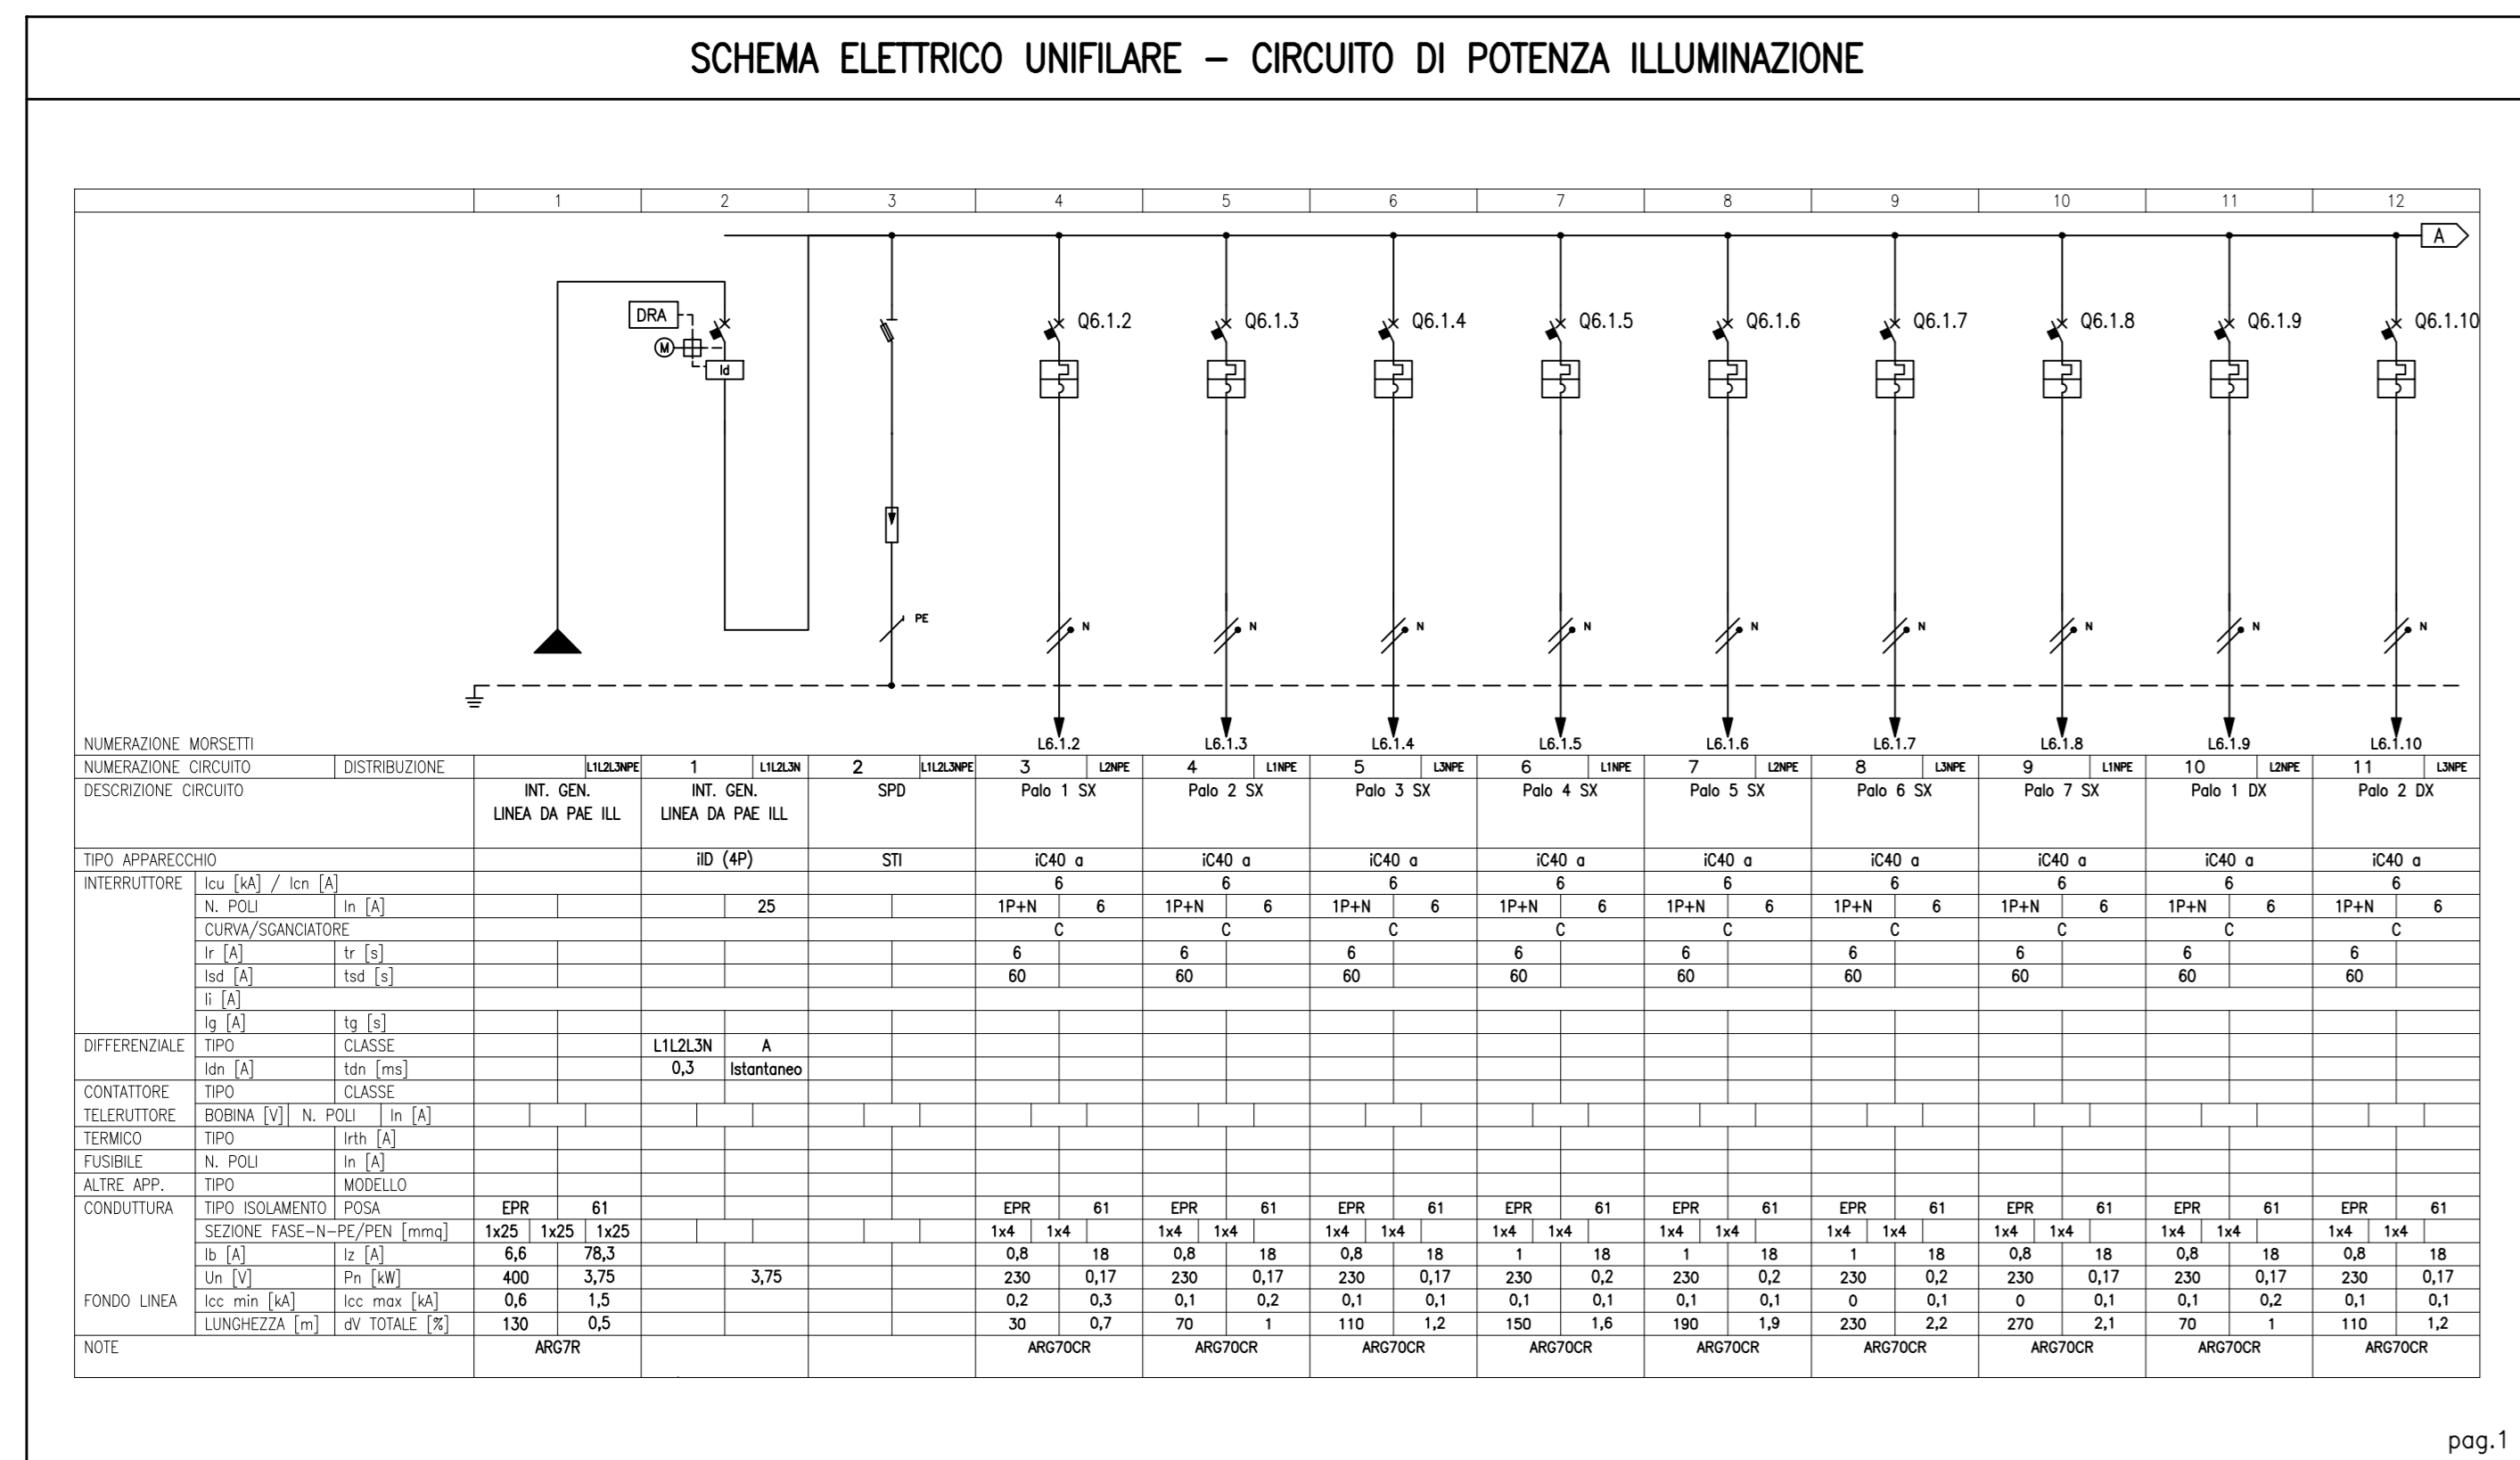 SCHEMA ELETTRICO UNIFILARE – CIRCUITO DI POTENZA ILLUMINAZIONE
1 2 3 4 5 6 7 8 9 10 11 12
A
DRA Q6.1.2 Q6.1.3 Q6.1.4 Q6.1.5 Q6.1.6 Q6.1.7 Q6.1.8 Q6.1.9 Q6.1.10
M
Id
PE
N N N N N N N N N
NUMERAZIONE MORSETTI L6.1.2 L6.1.3 L6.1.4 L6.1.5 L6.1.6 L6.1.7 L6.1.8 L6.1.9 L6.1.10
NUMERAZIONE CIRCUITO DISTRIBUZIONE L1L2L3NPE 1 L1L2L3N 2 L1L2L3NPE 3 L2NPE 4 L1NPE 5 L3NPE 6 L1NPE 7 L2NPE 8 L3NPE 9 L1NPE 10 L2NPE 11 L3NPE
DESCRIZIONE CIRCUITO INT. GEN. INT. GEN. SPD Palo 1 SX Palo 2 SX Palo 3 SX Palo 4 SX Palo 5 SX Palo 6 SX Palo 7 SX Palo 1 DX Palo 2 DX
LINEA DA PAE ILL LINEA DA PAE ILL
TIPO APPARECCHIO iID (4P) STI iC40 a iC40 a iC40 a iC40 a iC40 a iC40 a iC40 a iC40 a iC40 a
INTERRUTTORE Icu [kA] / Icn [A] 6 6 6 6 6 6 6 6 6
N. POLI In [A] 25 1P+N 6 1P+N 6 1P+N 6 1P+N 6 1P+N 6 1P+N 6 1P+N 6 1P+N 6 1P+N 6
CURVA/SGANCIATORE C C C C C C C C C
Ir [A] tr [s] 6 6 6 6 6 6 6 6 6
Isd [A] tsd [s] 60 60 60 60 60 60 60 60 60
Ii [A]
Ig [A] tg [s]
DIFFERENZIALE TIPO CLASSE L1L2L3N A
Idn [A] tdn [ms] 0,3 Istantaneo
CONTATTORE TIPO CLASSE
TELERUTTORE BOBINA [V] N. POLI In [A]
TERMICO TIPO Irth [A]
FUSIBILE N. POLI In [A]
ALTRE APP. TIPO MODELLO
CONDUTTURA TIPO ISOLAMENTO POSA EPR 61 EPR 61 EPR 61 EPR 61 EPR 61 EPR 61 EPR 61 EPR 61 EPR 61 EPR 61
SEZIONE FASE-N-PE/PEN [mmq] 1x25 1x25 1x25 1x4 1x4 1x4 1x4 1x4 1x4 1x4 1x4 1x4 1x4 1x4 1x4 1x4 1x4 1x4 1x4 1x4 1x4
Ib [A] Iz [A] 6,6 78,3 0,8 18 0,8 18 0,8 18 1 18 1 18 1 18 0,8 18 0,8 18 0,8 18
Un [V] Pn [kW] 400 3,75 3,75 230 0,17 230 0,17 230 0,17 230 0,2 230 0,2 230 0,2 230 0,17 230 0,17 230 0,17
FONDO LINEA Icc min [kA] Icc max [kA] 0,6 1,5 0,2 0,3 0,1 0,2 0,1 0,1 0,1 0,1 0,1 0,1 0 0,1 0 0,1 0,1 0,2 0,1 0,1
LUNGHEZZA [m] dV TOTALE [%] 130 0,5 30 0,7 70 1 110 1,2 150 1,6 190 1,9 230 2,2 270 2,1 70 1 110 1,2
NOTE ARG7R ARG7OCR ARG7OCR ARG7OCR ARG7OCR ARG7OCR ARG7OCR ARG7OCR ARG7OCR ARG7OCR
pag.1